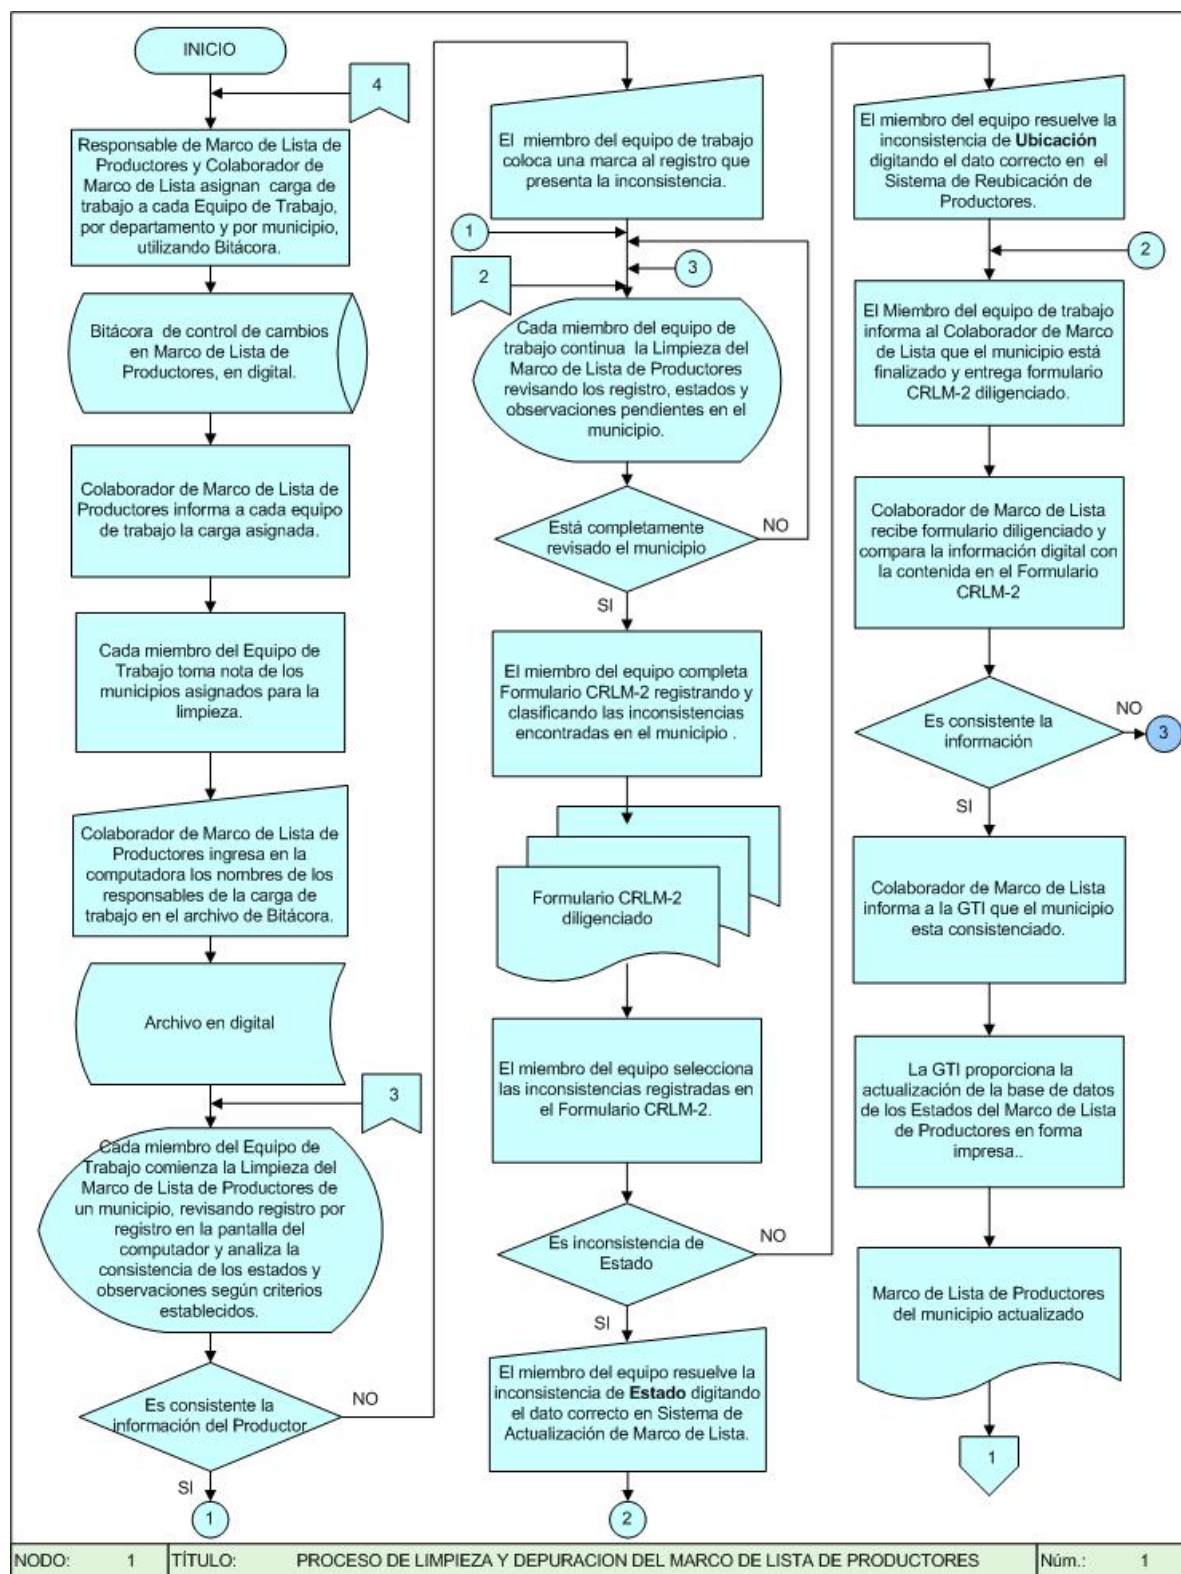 INICIO
4
Responsable de Marco de Lista de
Productores y Colaborador de
Marco de Lista asignan carga de
trabajo a cada Equipo de Trabajo,
por departamento y por municipio,
utilizando Bitácora.
Bitácora de control de cambios
en Marco de Lista de
Productores, en digital.
Colaborador de Marco de Lista de
Productores informa a cada equipo
de trabajo la carga asignada.
Cada miembro del Equipo de
Trabajo toma nota de los
municipios asignados para la
limpieza.
Colaborador de Marco de Lista de
Productores ingresa en la
computadora los nombres de los
responsables de la carga de
trabajo en el archivo de Bitácora.
Archivo en digital
3
Cada miembro del Equipo de
Trabajo comienza la Limpieza del
Marco de Lista de Productores de
un municipio, revisando registro por
registro en la pantalla del
computador y analiza la
consistencia de los estados y
observaciones según criterios
establecidos.
Es consistente la
información del Productor
NO
SI
1
El miembro del equipo de trabajo
coloca una marca al registro que
presenta la inconsistencia.
1
3
2
Cada miembro del equipo de
trabajo continua la Limpieza del
Marco de Lista de Productores
revisando los registro, estados y
observaciones pendientes en el
municipio.
Está completamente
revisado el municipio
NO
SI
El miembro del equipo completa
Formulario CRLM-2 registrando y
clasificando las inconsistencias
encontradas en el municipio .
Formulario CRLM-2
diligenciado
El miembro del equipo selecciona
las inconsistencias registradas en
el Formulario CRLM-2.
Es inconsistencia de
Estado
NO
SI
El miembro del equipo resuelve la
inconsistencia de Estado digitando
el dato correcto en Sistema de
Actualización de Marco de Lista.
2
El miembro del equipo resuelve la
inconsistencia de Ubicación
digitando el dato correcto en el
Sistema de Reubicación de
Productores.
2
El Miembro del equipo de trabajo
informa al Colaborador de Marco
de Lista que el municipio está
finalizado y entrega formulario
CRLM-2 diligenciado.
Colaborador de Marco de Lista
recibe formulario diligenciado y
compara la información digital con
la contenida en el Formulario
CRLM-2
Es consistente la
información
NO
3
SI
Colaborador de Marco de Lista
informa a la GTI que el municipio
esta consistenciado.
La GTI proporciona la
actualización de la base de datos
de los Estados del Marco de Lista
de Productores en forma
impresa..
Marco de Lista de Productores
del municipio actualizado
1
NODO: 1 TÍTULO: PROCESO DE LIMPIEZA Y DEPURACION DEL MARCO DE LISTA DE PRODUCTORES Núm.: 1